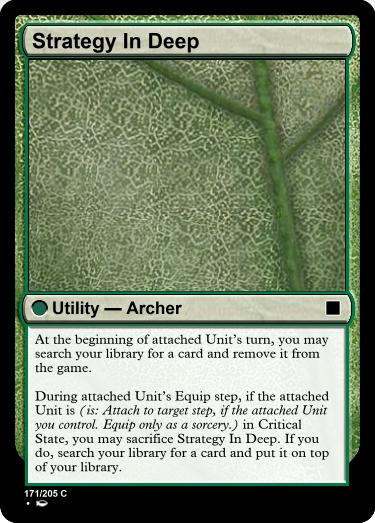 Strategy In Deep
Utility — Archer
At the beginning of attached Unit's turn, you may
search your library for a card and remove it from
the game.
During attached Unit's Equip step, if the attached
Unit is (is: Attach to target step, if the attached Unit
you control. Equip only as a sorcery.) in Critical
State, you may sacrifice Strategy In Deep. If you
do, search your library for a card and put it on top
of your library.
171/205 C